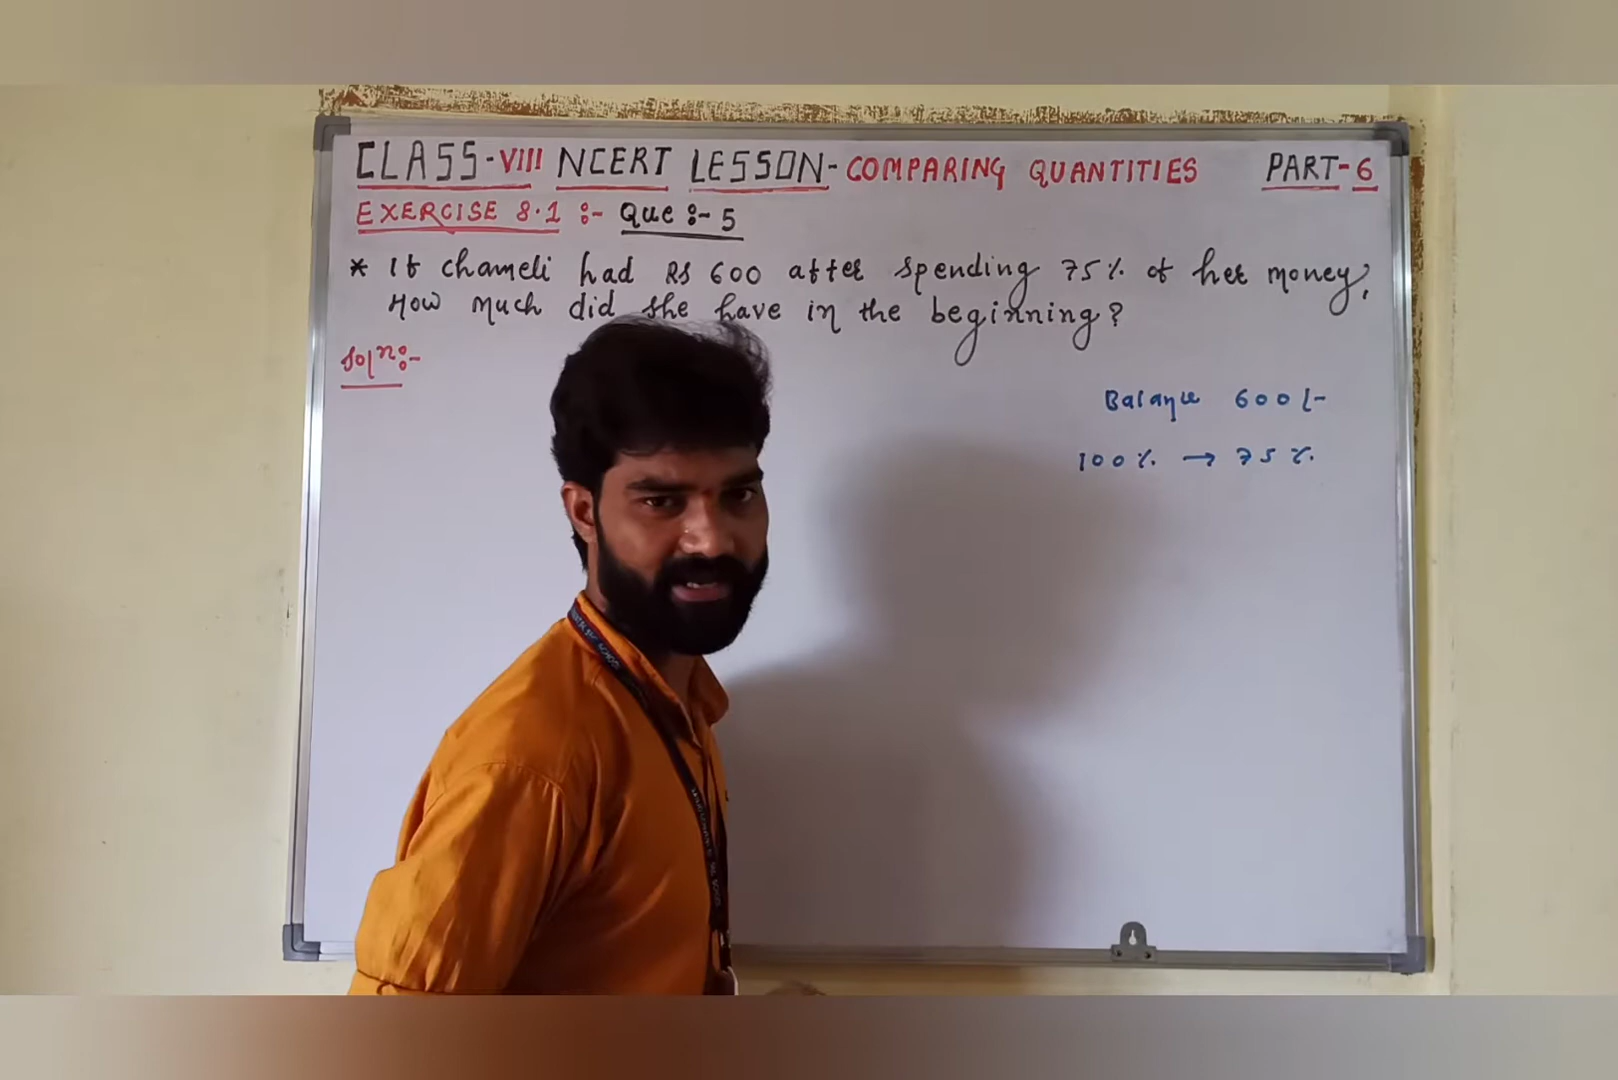 CLASS-VIII NCERT LESSON-COMPARING QUANTITIES PART-6
EXERCISE 8.1 :- Que :- 5
* If chameli had Rs 600 after spending 75% of her money,
How much did she have in the beginning?
Soln:-
Balance 600/-
100% → 75%